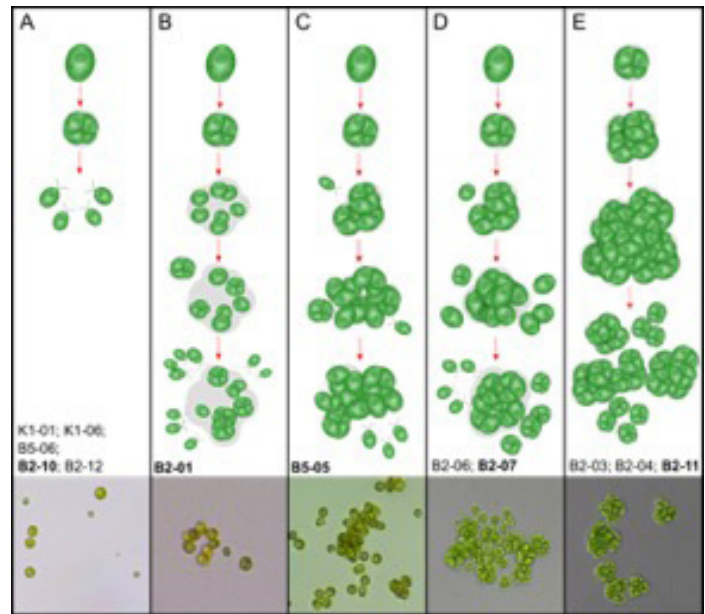 A
B
C
D
E
K1-01; K1-06;
B5-06;
B2-10; B2-12
B2-01
B5-05
B2-06; B2-07
B2-03; B2-04; B2-11